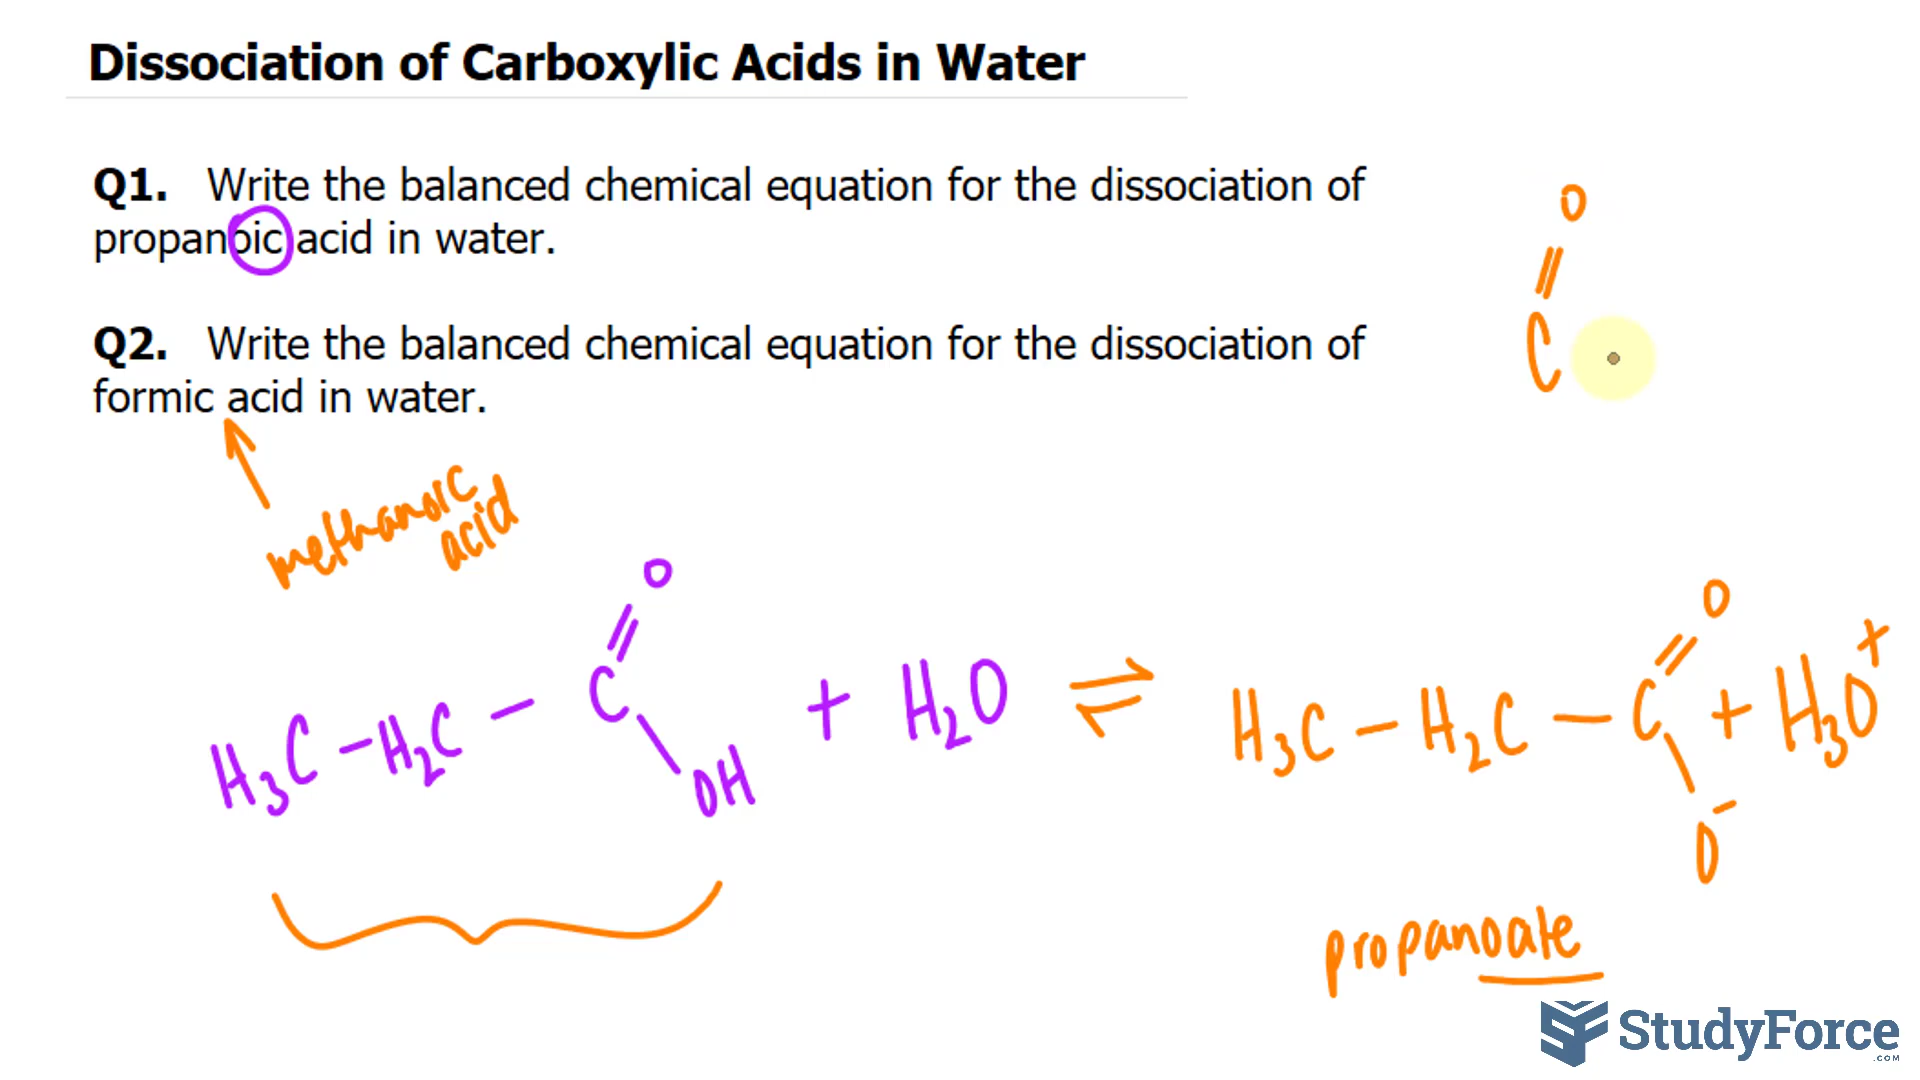 Dissociation of Carboxylic Acids in Water
Q1. Write the balanced chemical equation for the dissociation of
propanoic acid in water.
Q2. Write the balanced chemical equation for the dissociation of
formic acid in water.
O
C
methanoic
acid
O
H₃C – H₂C – C + H₂O ⇌ H₃C – H₂C – C + H₃O⁺
OH
O
O⁻
propanoate
StudyForce
.COM